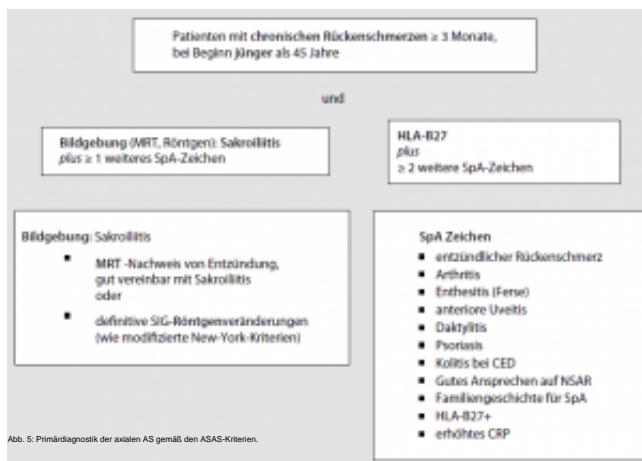 Patienten mit chronischen Rückenschmerzen ≥ 3 Monate,
bei Beginn jünger als 45 Jahre
und
Bildgebung (MRT, Röntgen): Sakroiliitis
plus ≥ 1 weiteres SpA-Zeichen
HLA-B27
plus
≥ 2 weitere SpA-Zeichen
Bildgebung: Sakroiliitis
▪ MRT -Nachweis von Entzündung,
gut vereinbar mit Sakroiliitis
oder
▪ definitive SIG-Röntgenveränderungen
(wie modifizierte New-York-Kriterien)
SpA Zeichen
▪ entzündlicher Rückenschmerz
▪ Arthritis
▪ Enthesitis (Ferse)
▪ anteriore Uveitis
▪ Daktylitis
▪ Psoriasis
▪ Kolitis bei CED
▪ Gutes Ansprechen auf NSAR
▪ Familiengeschichte für SpA
▪ HLA-B27+
▪ erhöhtes CRP
Abb. 5: Primärdiagnostik der axialen AS gemäß den ASAS-Kriterien.